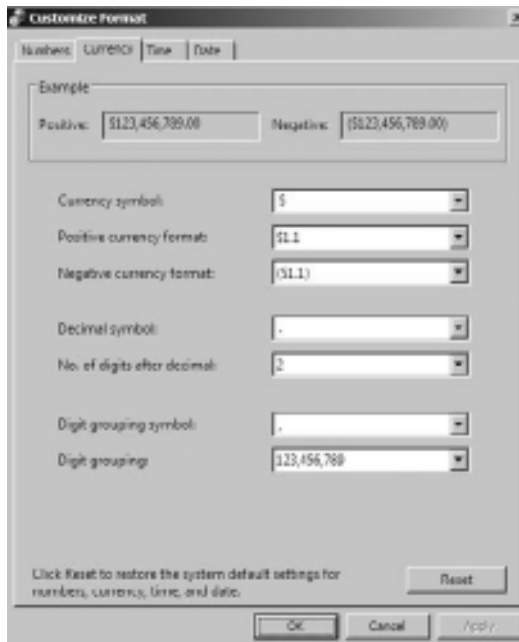 Customize Format
Numbers Currency Time Date
Example
Positive: $123,456,789.00 Negative: ($123,456,789.00)
Currency symbol: $
Positive currency format: $1.1
Negative currency format: ($1.1)
Decimal symbol: .
No. of digits after decimal: 2
Digit grouping symbol: ,
Digit grouping: 123,456,789
Click Reset to restore the system default settings for
numbers, currency, time, and date.
Reset
OK Cancel Apply